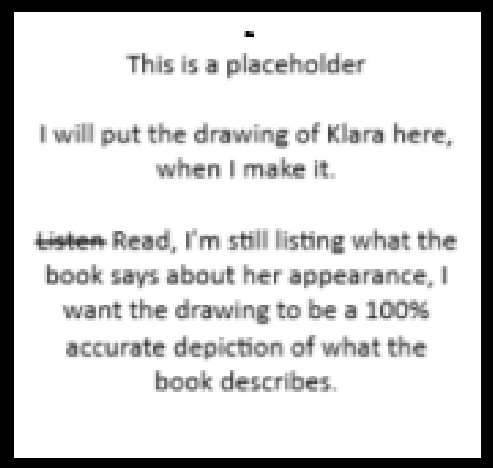 This is a placeholder
I will put the drawing of Klara here,
when I make it.
Listen Read, I'm still listing what the
book says about her appearance, I
want the drawing to be a 100%
accurate depiction of what the
book describes.